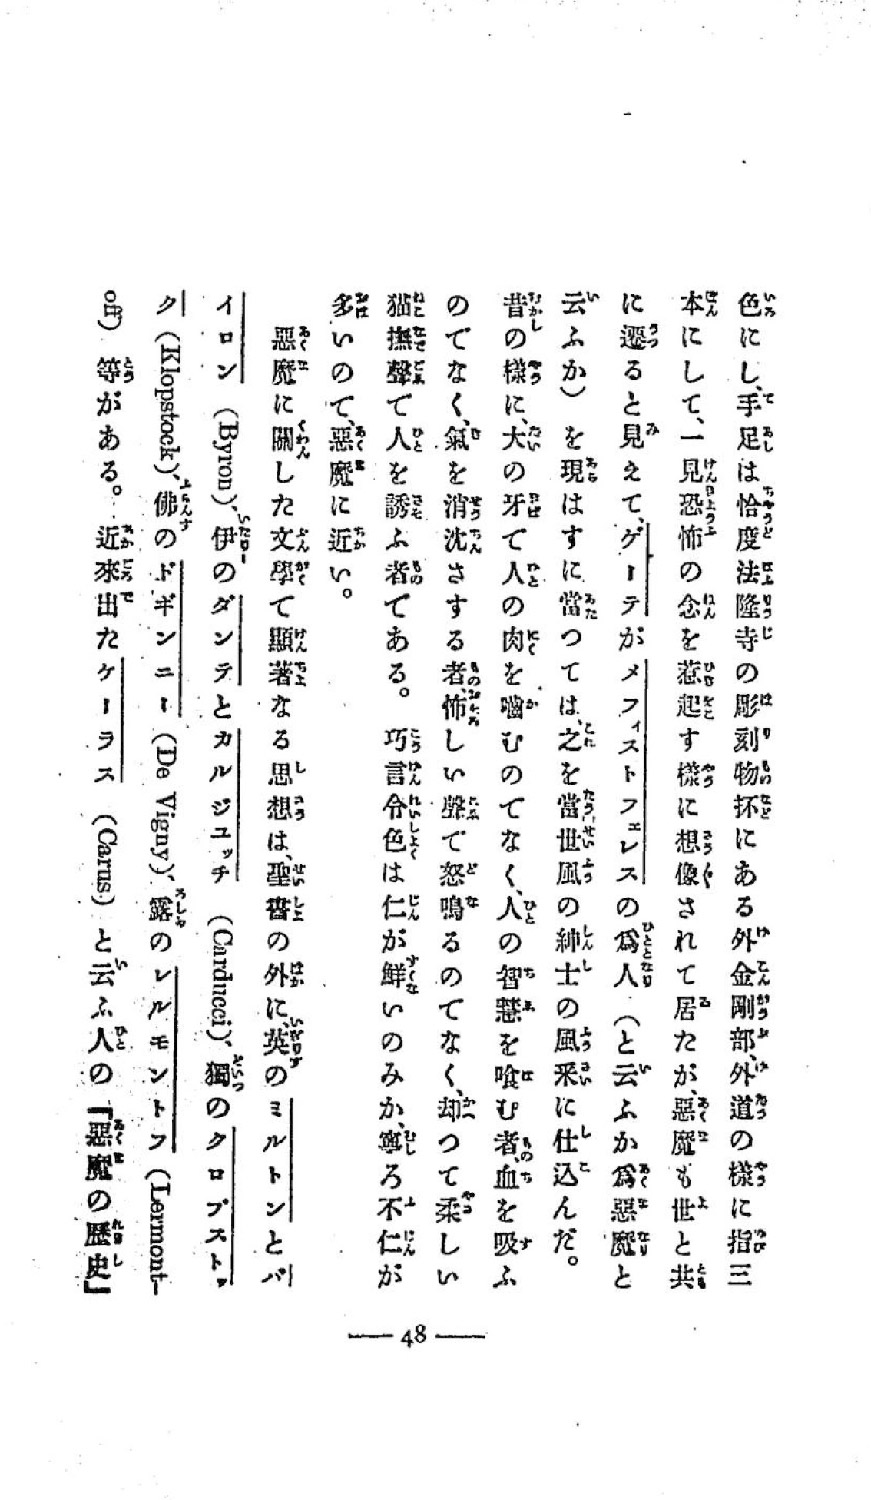 色にし、手足は恰度法隆寺の彫刻物抔にある外金剛部、外道の樣に指三
本にして、一見恐怖の念を惹起す樣に想像されて居たが、惡魔も世と共
に遷ると見えて、ゲーテがメフィストフェレスの爲人（と云ふか爲惡魔と
云ふか）を現はすに當つては、之を當世風の紳士の風采に仕込んだ。
昔の樣に、大の牙て人の肉を嚙むのてなく、人の智慧を喰む者、血を吸ふ
のてなく、氣を消沈さする者、怖しい聲で怒鳴るのてなく、却つて柔しい
猫撫聲て人を誘ふ者である。巧言令色は仁が鮮いのみか、寧ろ不仁が
多いのて、惡魔に近い。
惡魔に關した文學て顯著なる思想は、聖書の外に、英のミルトンとバ
イロン（Byron）、伊のダンテとカルジュッチ（Carducci）、獨のクロプストッ
ク（Klopstock）、佛のドギンニー（De Vigny）、露のレルモントフ（Lermont-
off）等がある。近來出たケーラス（Carus）と云ふ人の『惡魔の歷史』
— 48 —